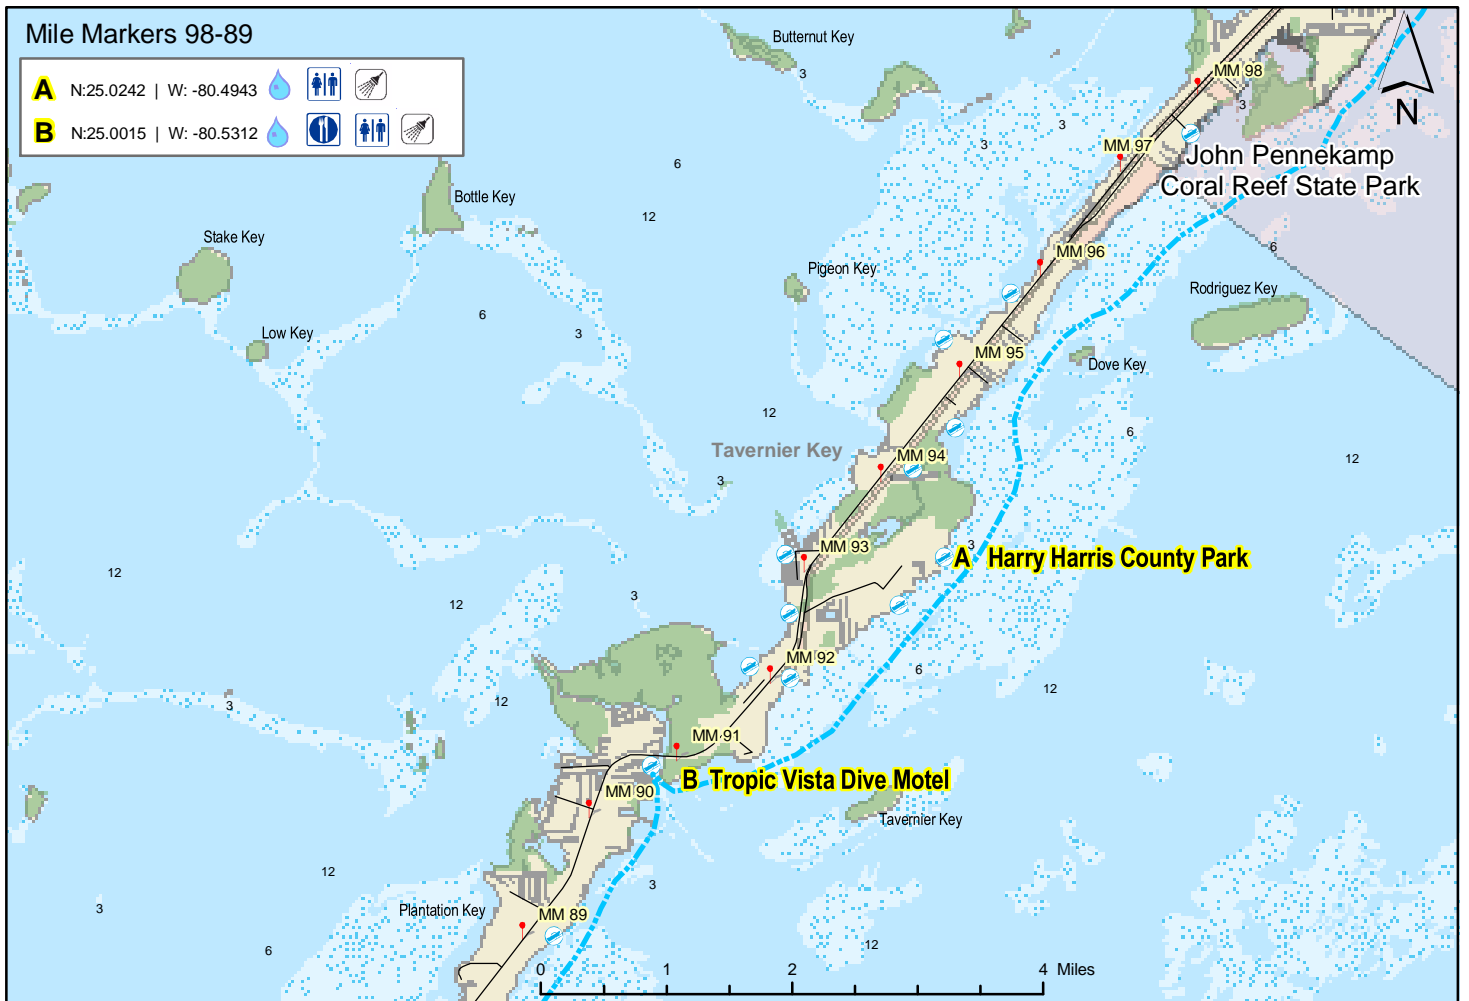 Mile Markers 98-89
A N:25.0242 | W: -80.4943
B N:25.0015 | W: -80.5312
Butternut Key
3
MM 98
3
N
3
3
MM 97
John Pennekamp
Coral Reef State Park
6
Bottle Key
12
Stake Key
MM 96
6
Pigeon Key
Rodriguez Key
6
Low Key
3
MM 95
Dove Key
12
6
Tavernier Key
MM 94
12
3
MM 93
3
A Harry Harris County Park
12
3
12
MM 92
6
12
12
3
MM 91
B Tropic Vista Dive Motel
MM 90
Tavernier Key
12
3
Plantation Key
3
MM 89
12
6
0 1 2 4 Miles